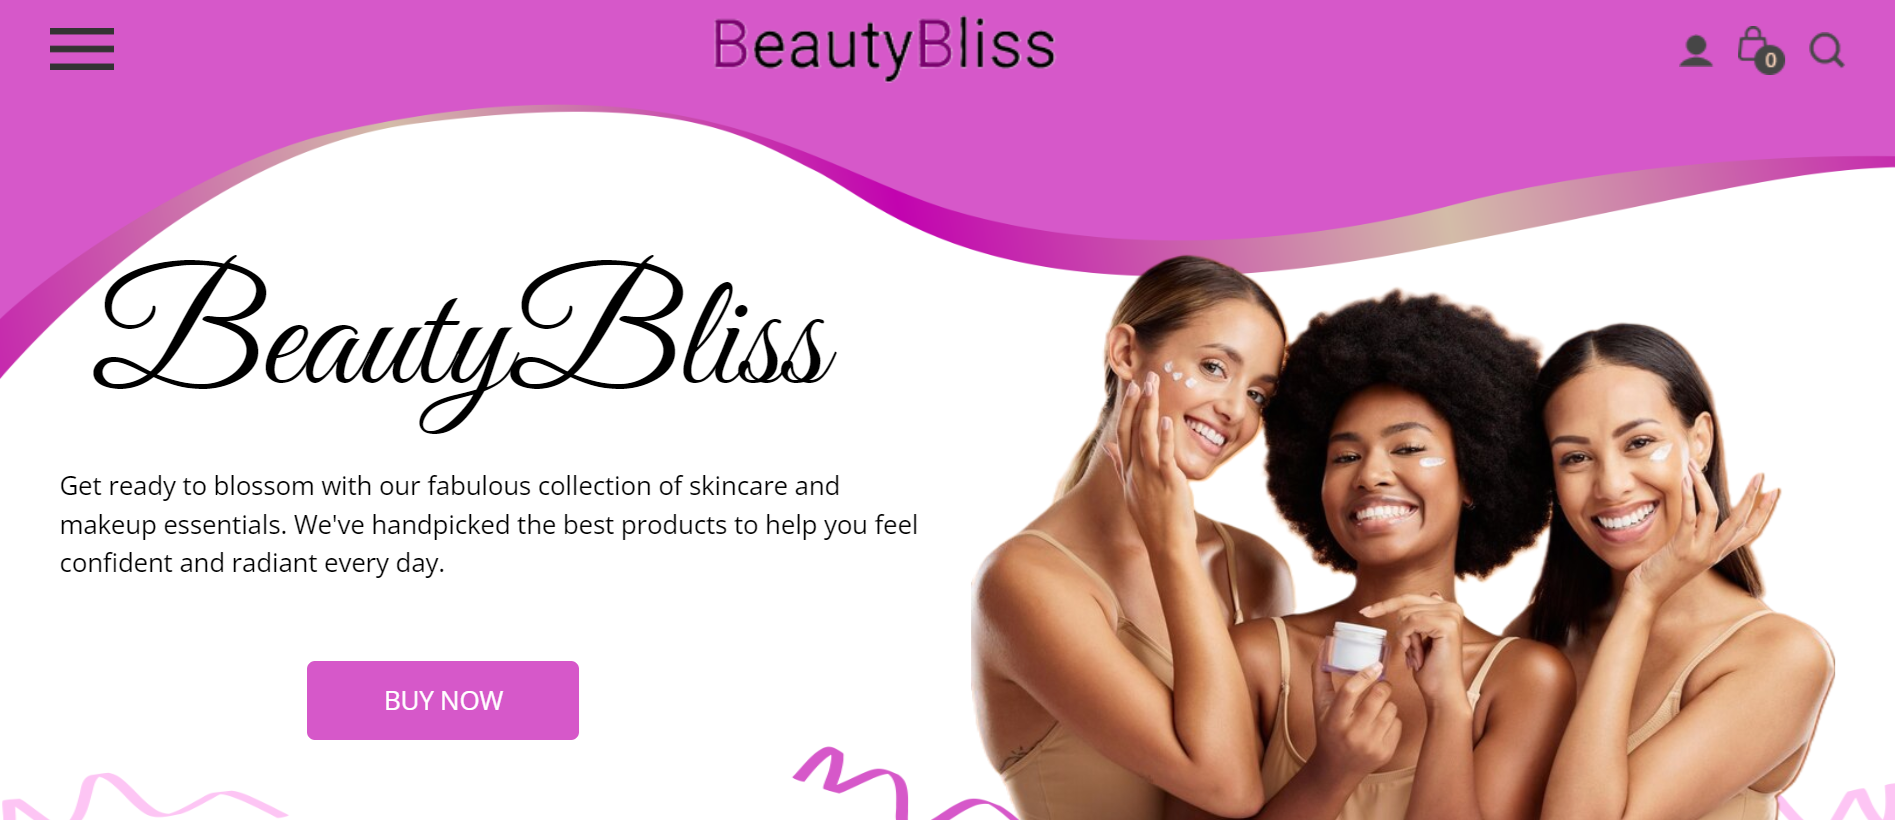 BeautyBliss
0
BeautyBliss
Get ready to blossom with our fabulous collection of skincare and
makeup essentials. We've handpicked the best products to help you feel
confident and radiant every day.
BUY NOW